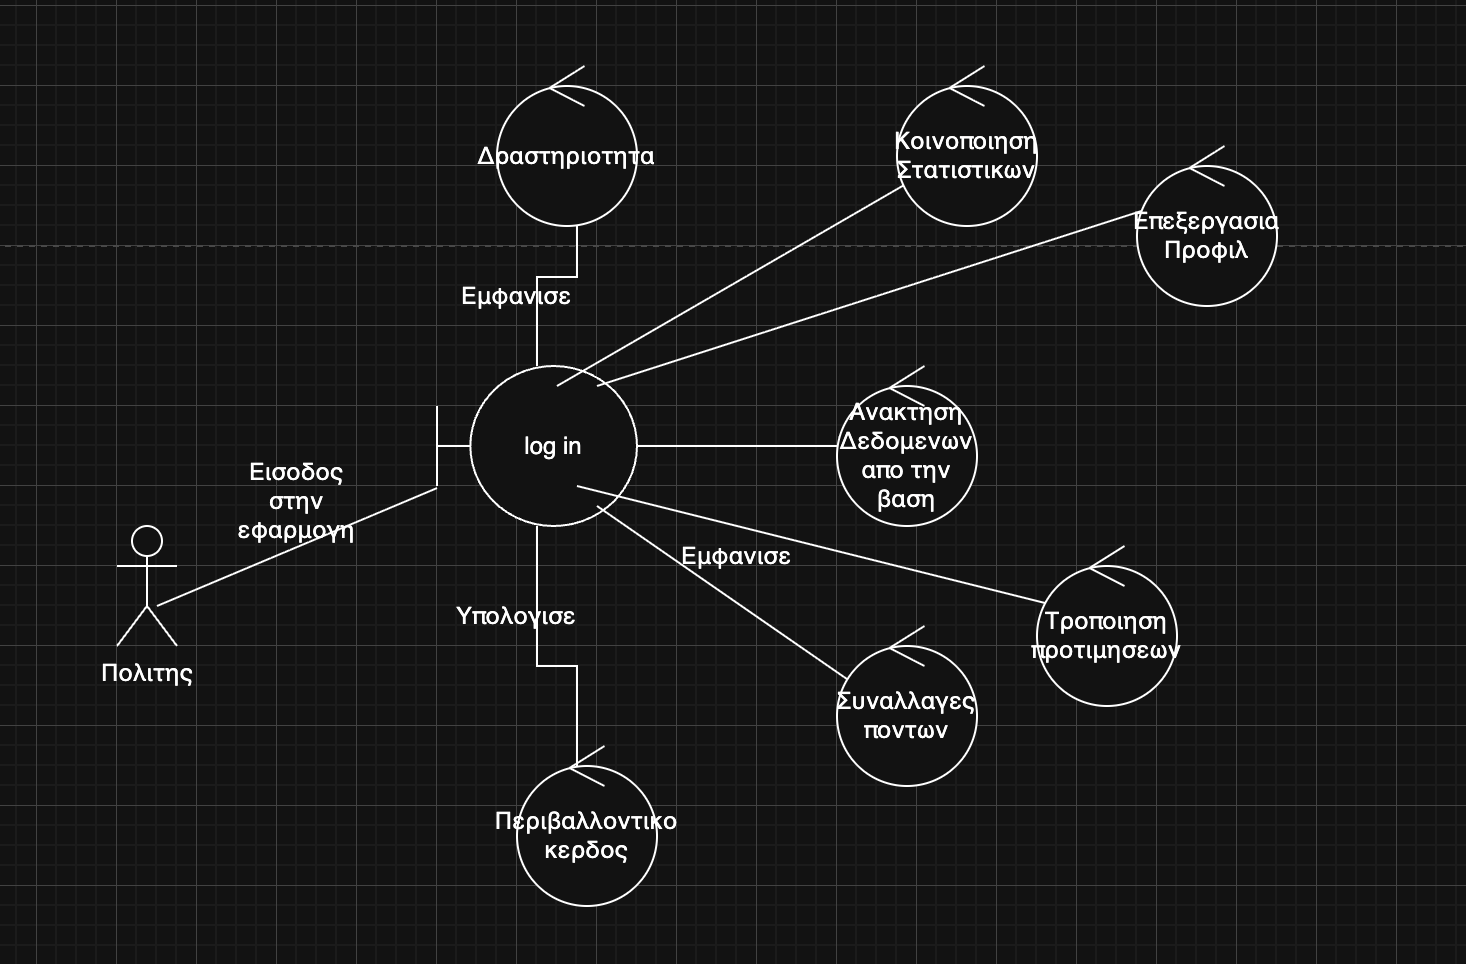 Δραστηριοτητα
Κοινοποιηση
Στατιστικων
Επεξεργασια
Προφιλ
Εμφανισε
log in
Ανακτηση
Δεδομενων
απο την
βαση
Εισοδος
στην
εφαρμογη
Πολιτης
Εμφανισε
Υπολογισε
Τροποιηση
προτιμησεων
Συναλλαγες
ποντων
Περιβαλλοντικο
κερδος